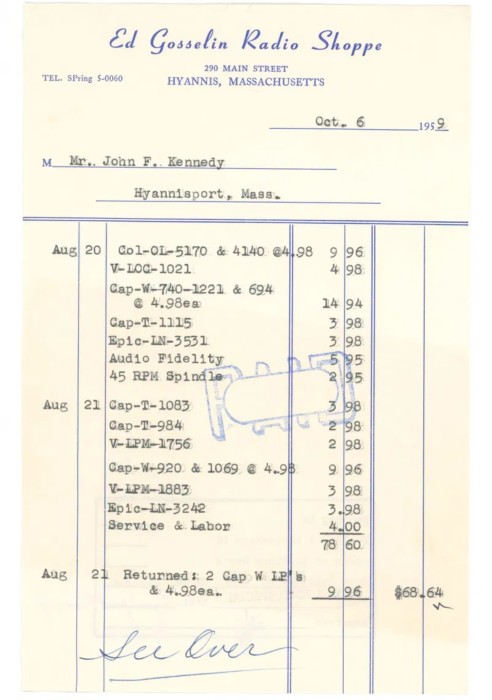 Ed Gosselin Radio Shoppe
290 MAIN STREET
TEL. SPring 5-0060 HYANNIS, MASSACHUSETTS
Oct. 6 1959
M Mr. John F. Kennedy
Hyannisport, Mass.
Aug 20 Col-OL-5170 & 4140 @4.98 9 96
V-LOC-1021 4 98
Cap-W-740-1221 & 694
@ 4.98ea 14 94
Cap-T-1115 3 98
Epic-LN-3531 3 98
Audio Fidelity 5 95
45 RPM Spindle 2 95
Aug 21 Cap-T-1083 3 98
Cap-T-984 2 98
V-LPM-1756 2 98
Cap-W-920 & 1069 @ 4.98 9 96
V-LPM-1883 3 98
Epic-LN-3242 3.98
Service & Labor 4.00
78 60
Aug 21 Returned: 2 Cap W LP's
& 4.98ea. 9 96 $68.64
See Over